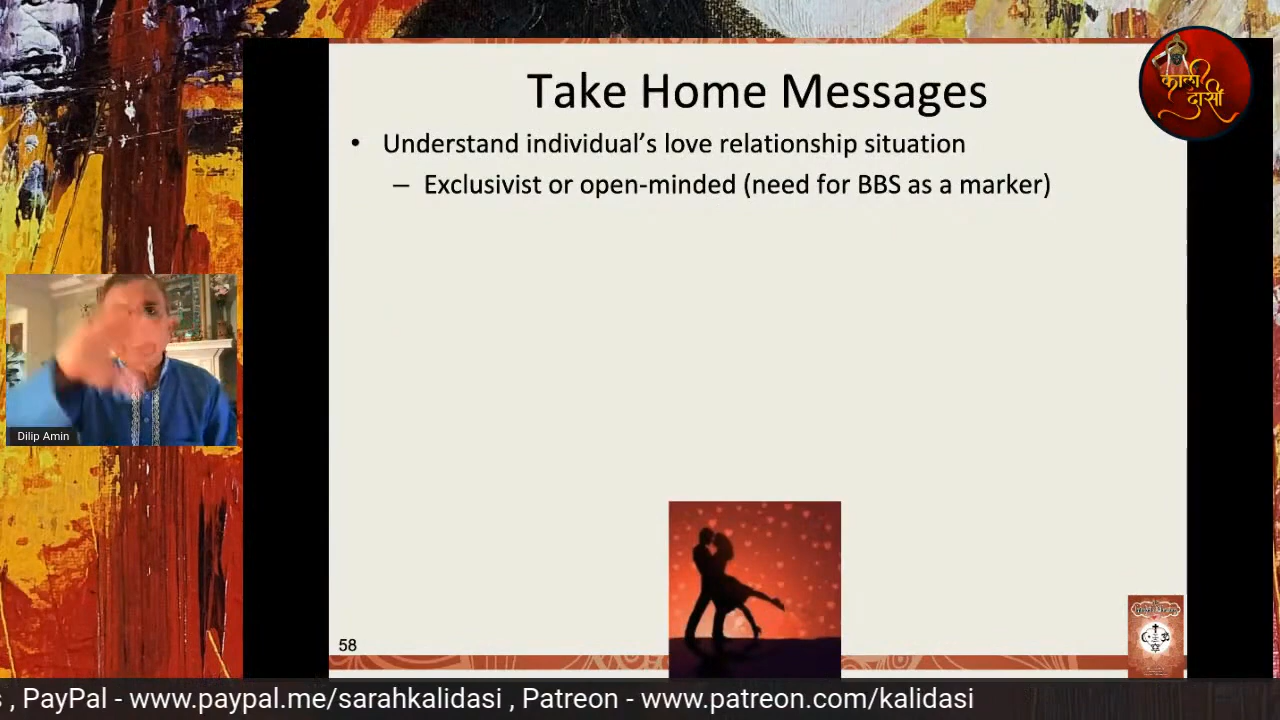 Take Home Messages
काली
दासी
• Understand individual's love relationship situation
– Exclusivist or open-minded (need for BBS as a marker)
Dilip Amin
58
, PayPal - www.paypal.me/sarahkalidasi , Patreon - www.patreon.com/kalidasi